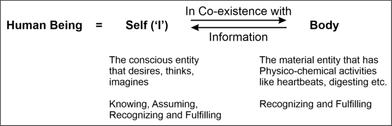 In Co-existence with
Human Being = Self (‘I’) Body
Information
The conscious entity
that desires, thinks,
imagines
The material entity that has
Physico-chemical activities
like heartbeats, digesting etc.
Knowing, Assuming,
Recognizing and Fulfilling
Recognizing and Fulfilling